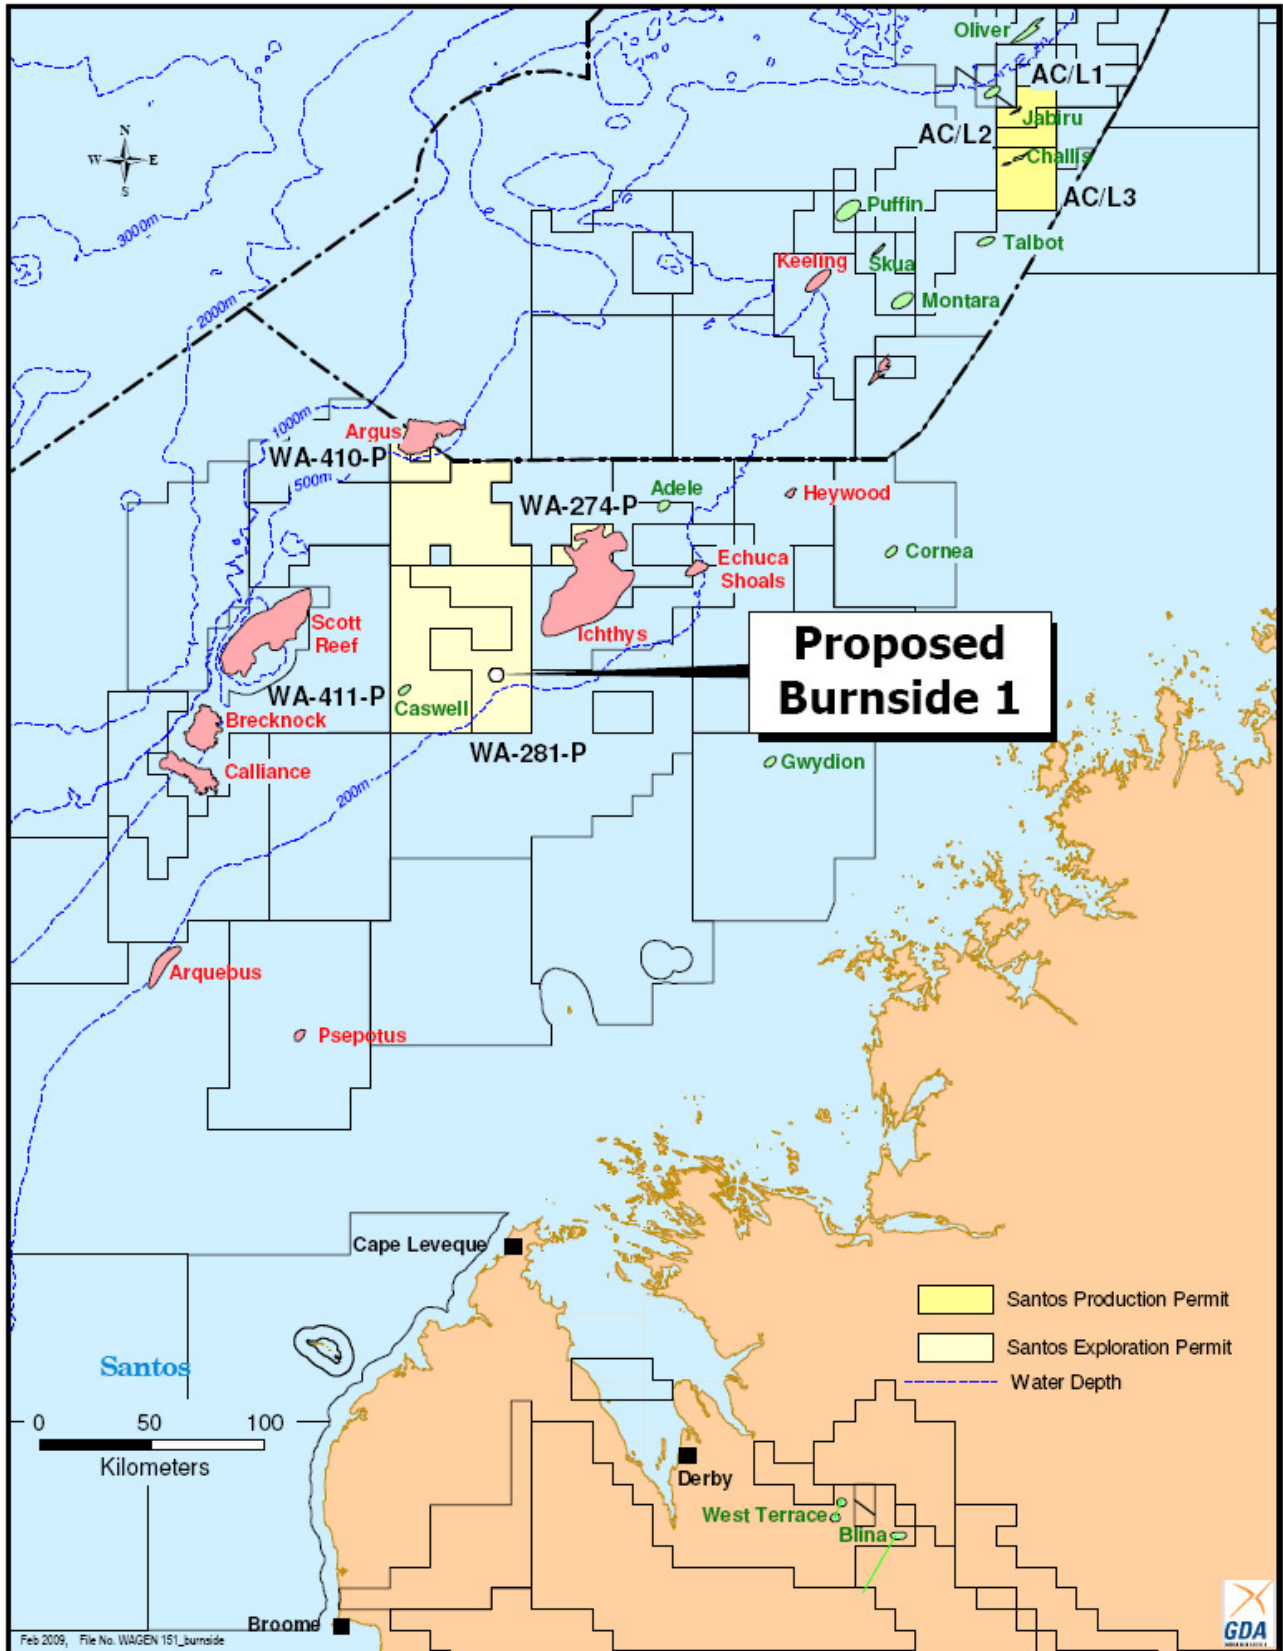 Oliver
AC/L1
Jabiru
AC/L2
Challis
AC/L3
N
W
E
S
3000m
2000m
1000m
500m
200m
Puffin
Skua
Talbot
Keeling
Montara
Argus
WA-410-P
WA-274-P
Adele
Heywood
Cornea
Echuca
Shoals
Scott
Reef
Ichthys
Proposed
Burnside 1
WA-411-P
Caswell
Brecknock
WA-281-P
Calliance
Gwydion
Arquebus
Psepotus
Cape Leveque
Santos Production Permit
Santos Exploration Permit
Water Depth
Santos
0 50 100
Kilometers
Derby
West Terrace
Blina
Broome
Feb 2009, File No. WAGEN 151_burnside
GDA